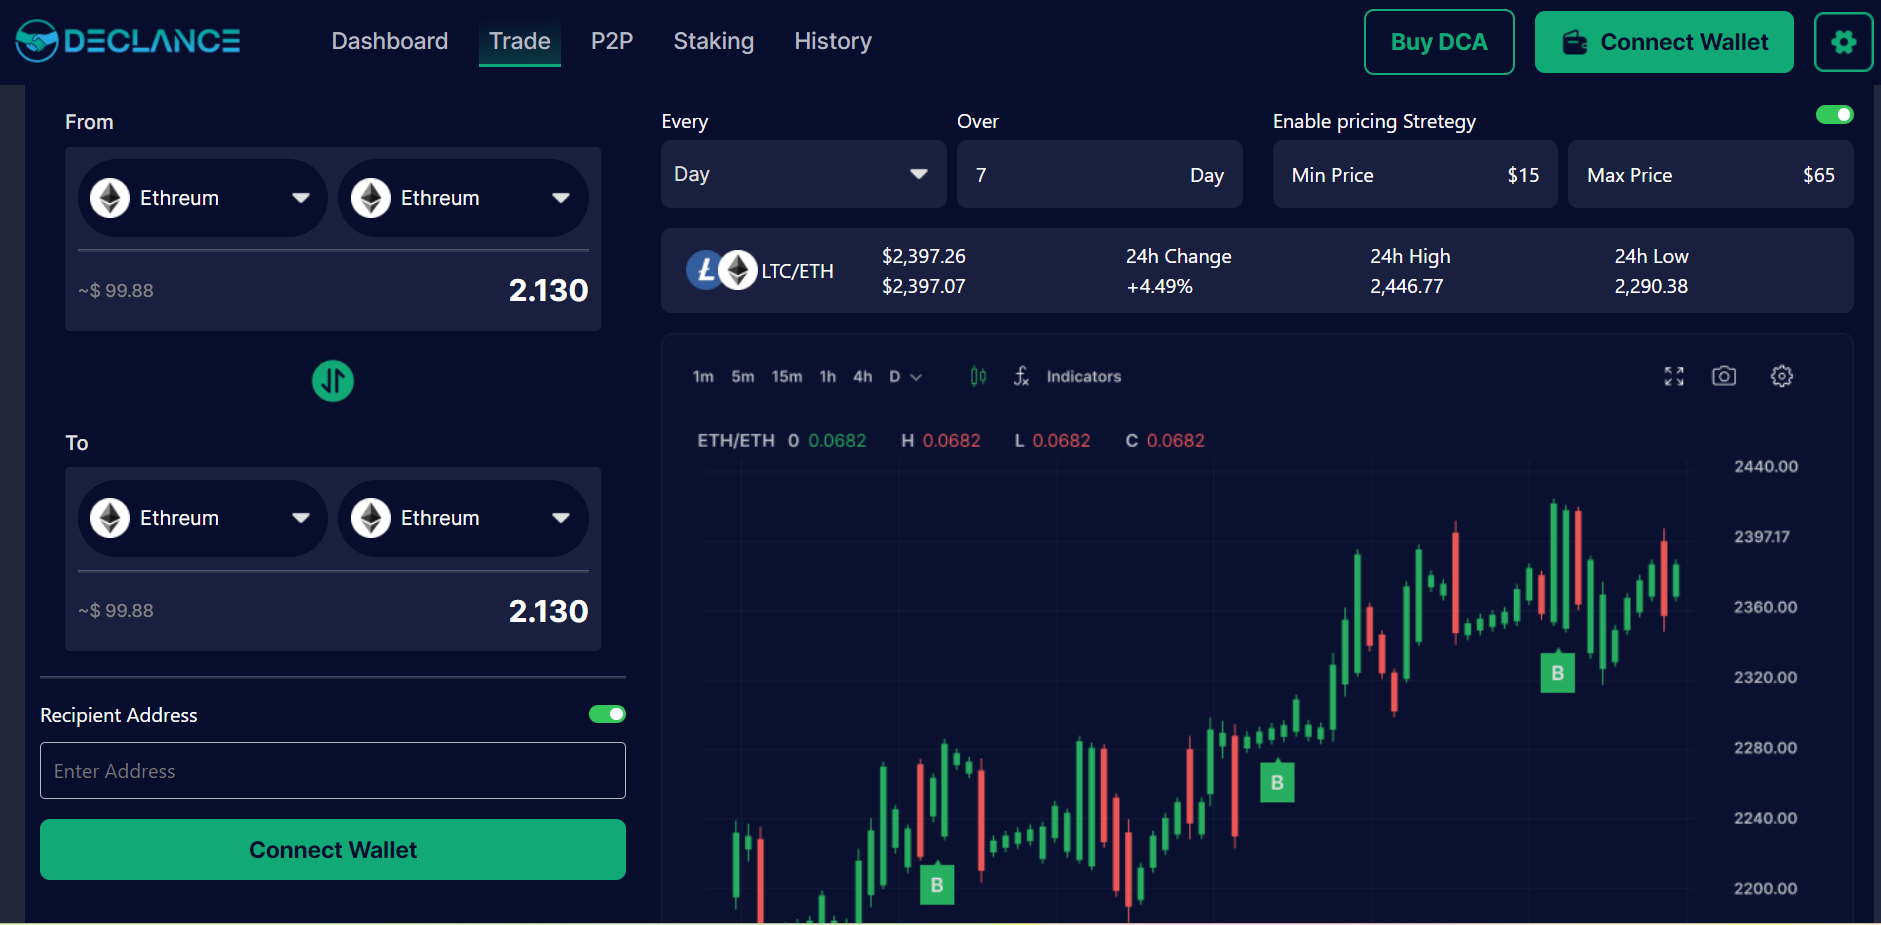 DECLANCE
Dashboard Trade P2P Staking History
Buy DCA
Connect Wallet
From
Ethreum Ethreum
~$ 99.88 2.130
To
Ethreum Ethreum
~$ 99.88 2.130
Recipient Address
Enter Address
Connect Wallet
Every Over Enable pricing Stretegy
Day 7 Day Min Price $15 Max Price $65
LTC/ETH
$2,397.26 24h Change 24h High 24h Low
$2,397.07 +4.49% 2,446.77 2,290.38
1m 5m 15m 1h 4h D fx Indicators
ETH/ETH 0 0.0682 H 0.0682 L 0.0682 C 0.0682
2440.00
2397.17
2360.00
2320.00
2280.00
2240.00
2200.00
B
B
B